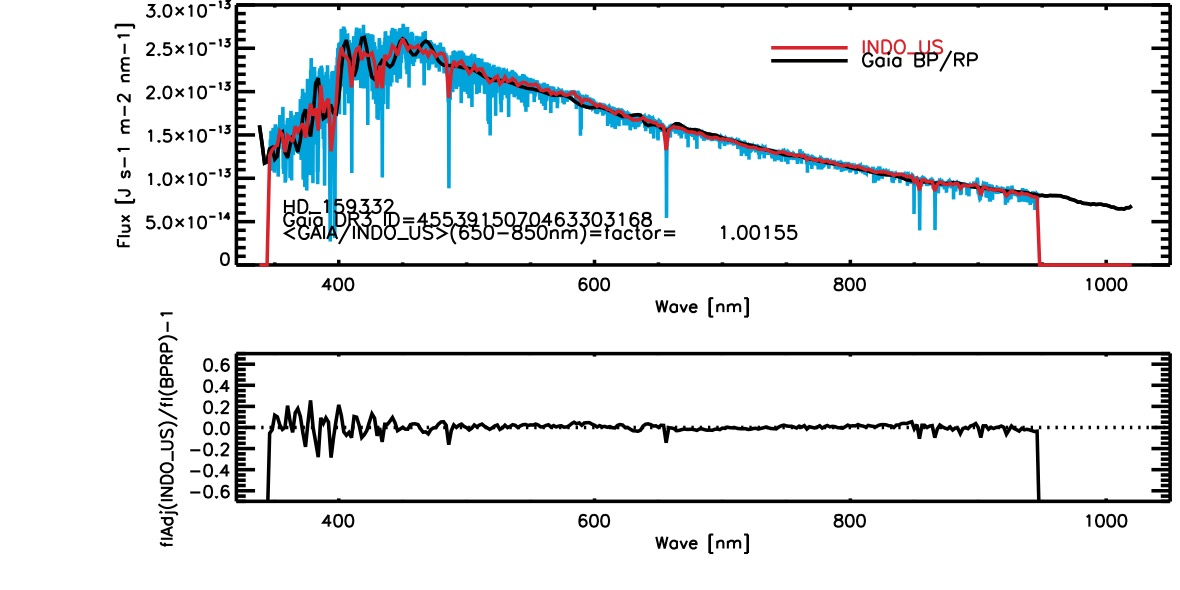 3.0×10−13
2.5×10−13
2.0×10−13
1.5×10−13
1.0×10−13
5.0×10−14
0
Flux [J s−1 m−2 nm−1]
INDO_US
Gaia BP/RP
HD_159332
Gaia DR3 ID=4553915070463303168
<GAIA/INDO_US>(650−850nm)=factor= 1.00155
400 600 800 1000
Wave [nm]
flAdj(INDO_US)/fl(BPRP)−1
0.6
0.4
0.2
0.0
−0.2
−0.4
−0.6
400 600 800 1000
Wave [nm]